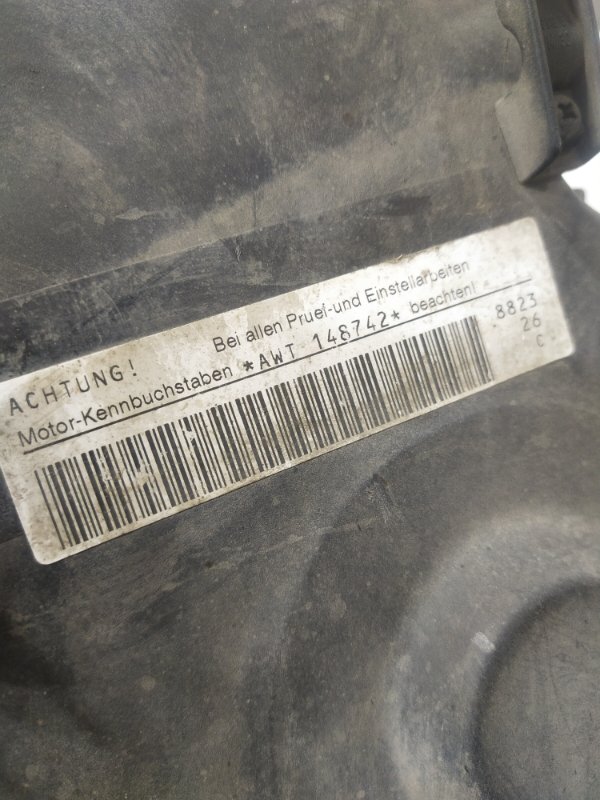 ACHTUNG! Bei allen Pruef-und Einstellarbeiten
Motor-Kennbuchstaben *AWT 148742* beachten!
8823
26
C